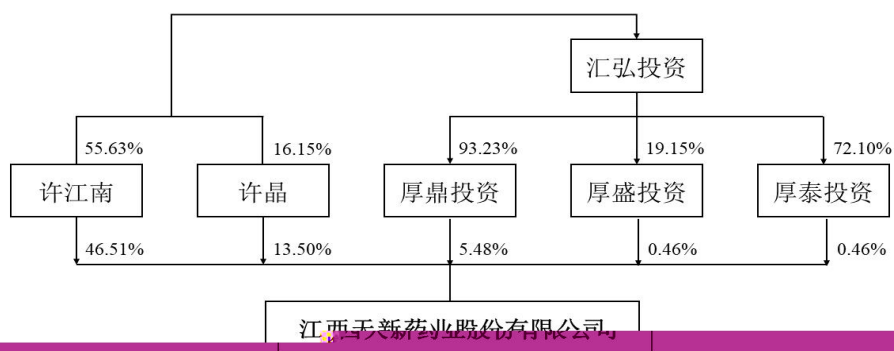 汇弘投资
55.63% 16.15% 93.23% 19.15% 72.10%
许江南 许晶 厚鼎投资 厚盛投资 厚泰投资
46.51% 13.50% 5.48% 0.46% 0.46%
江西天新药业股份有限公司